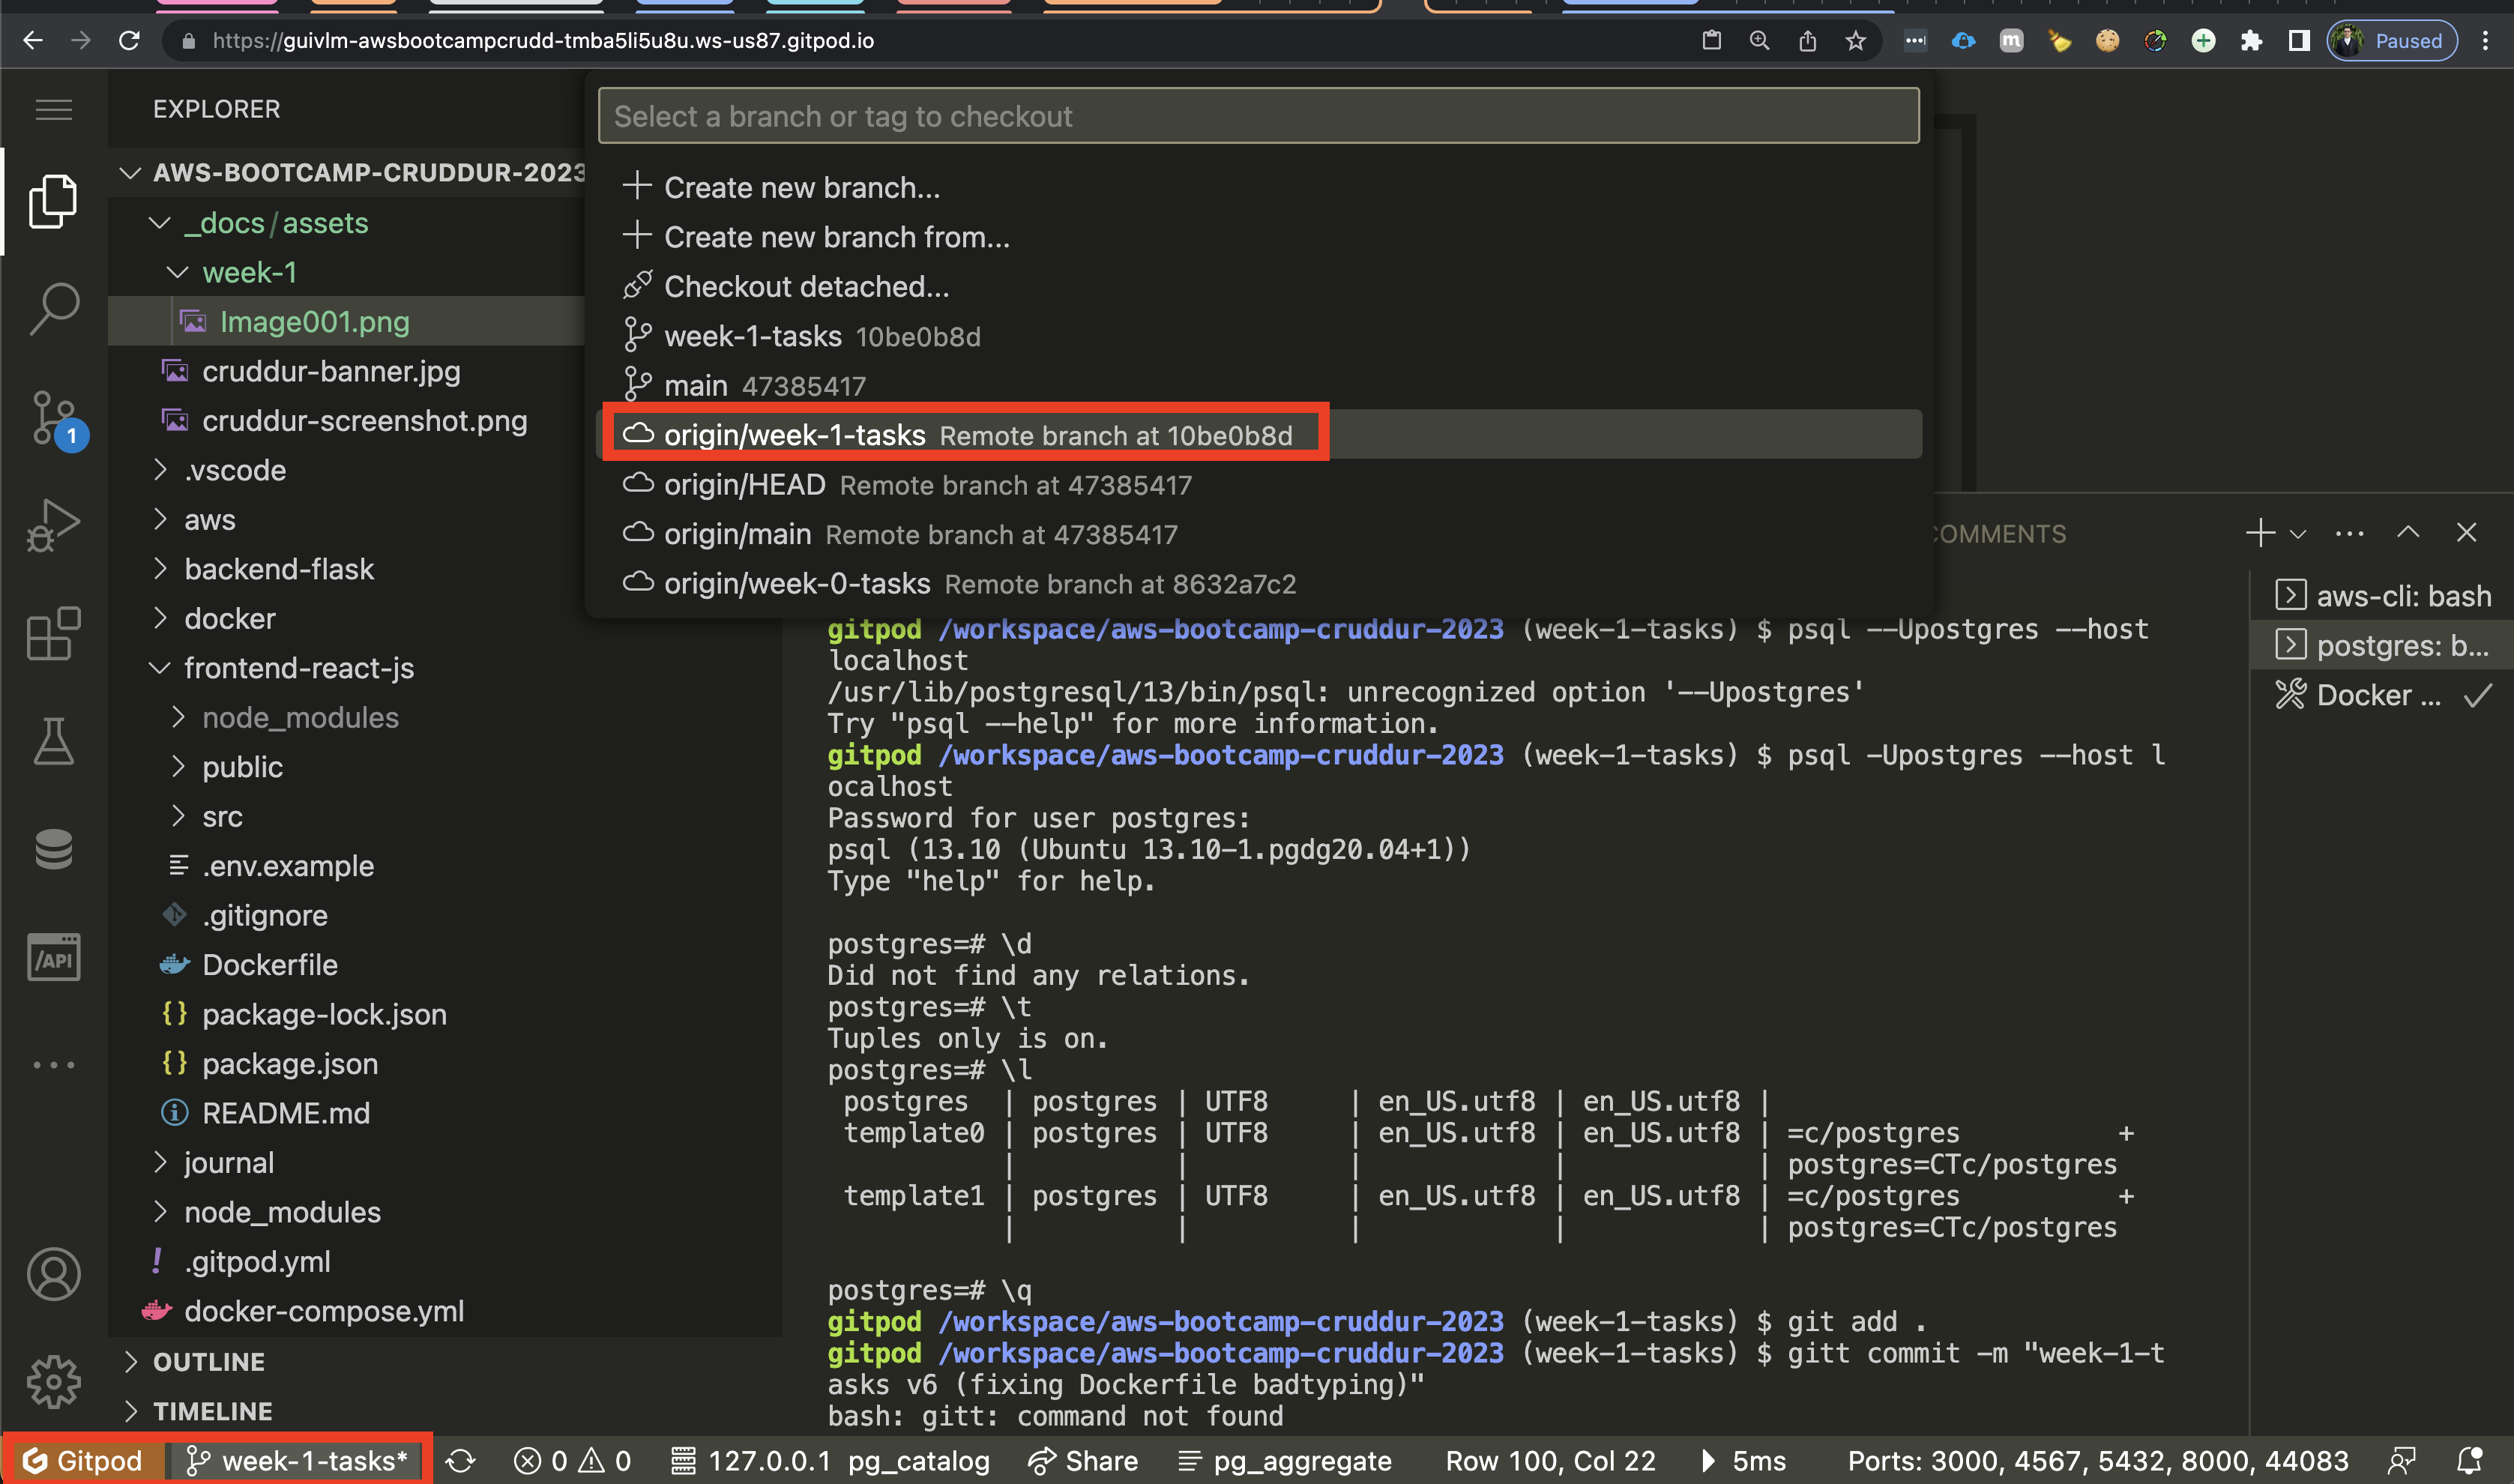 https://guivlm-awsbootcampcrudd-tmba5li5u8u.ws-us87.gitpod.io
Paused
EXPLORER
AWS-BOOTCAMP-CRUDDUR-2023
_docs/assets
week-1
Image001.png
cruddur-banner.jpg
cruddur-screenshot.png
.vscode
aws
backend-flask
docker
frontend-react-js
node_modules
public
src
.env.example
.gitignore
Dockerfile
package-lock.json
package.json
README.md
journal
node_modules
.gitpod.yml
docker-compose.yml
OUTLINE
TIMELINE
1
/API
Select a branch or tag to checkout
Create new branch...
Create new branch from...
Checkout detached...
week-1-tasks 10be0b8d
main 47385417
origin/week-1-tasks Remote branch at 10be0b8d
origin/HEAD Remote branch at 47385417
origin/main Remote branch at 47385417
origin/week-0-tasks Remote branch at 8632a7c2
COMMENTS
aws-cli: bash
postgres: b...
Docker ...
gitpod /workspace/aws-bootcamp-cruddur-2023 (week-1-tasks) $ psql --Upostgres --host
localhost
/usr/lib/postgresql/13/bin/psql: unrecognized option '--Upostgres'
Try "psql --help" for more information.
gitpod /workspace/aws-bootcamp-cruddur-2023 (week-1-tasks) $ psql -Upostgres --host l
ocalhost
Password for user postgres:
psql (13.10 (Ubuntu 13.10-1.pgdg20.04+1))
Type "help" for help.
postgres=# \d
Did not find any relations.
postgres=# \t
Tuples only is on.
postgres=# \l
postgres | postgres | UTF8 | en_US.utf8 | en_US.utf8 |
template0 | postgres | UTF8 | en_US.utf8 | en_US.utf8 | =c/postgres +
| | | | | postgres=CTc/postgres
template1 | postgres | UTF8 | en_US.utf8 | en_US.utf8 | =c/postgres +
| | | | | postgres=CTc/postgres
postgres=# \q
gitpod /workspace/aws-bootcamp-cruddur-2023 (week-1-tasks) $ git add .
gitpod /workspace/aws-bootcamp-cruddur-2023 (week-1-tasks) $ gitt commit -m "week-1-t
asks v6 (fixing Dockerfile badtyping)"
bash: gitt: command not found
Gitpod week-1-tasks* 0 0 127.0.0.1 pg_catalog Share pg_aggregate Row 100, Col 22 5ms Ports: 3000, 4567, 5432, 8000, 44083